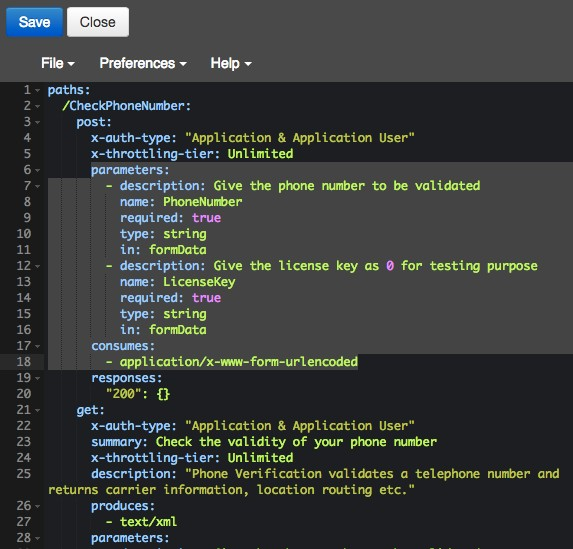 Save Close
File Preferences Help
1 paths:
2 /CheckPhoneNumber:
3 post:
4 x-auth-type: "Application & Application User"
5 x-throttling-tier: Unlimited
6 parameters:
7 - description: Give the phone number to be validated
8 name: PhoneNumber
9 required: true
10 type: string
11 in: formData
12 - description: Give the license key as 0 for testing purpose
13 name: LicenseKey
14 required: true
15 type: string
16 in: formData
17 consumes:
18 - application/x-www-form-urlencoded
19 responses:
20 "200": {}
21 get:
22 x-auth-type: "Application & Application User"
23 summary: Check the validity of your phone number
24 x-throttling-tier: Unlimited
25 description: "Phone Verification validates a telephone number and
returns carrier information, location routing etc."
26 produces:
27 - text/xml
28 parameters: